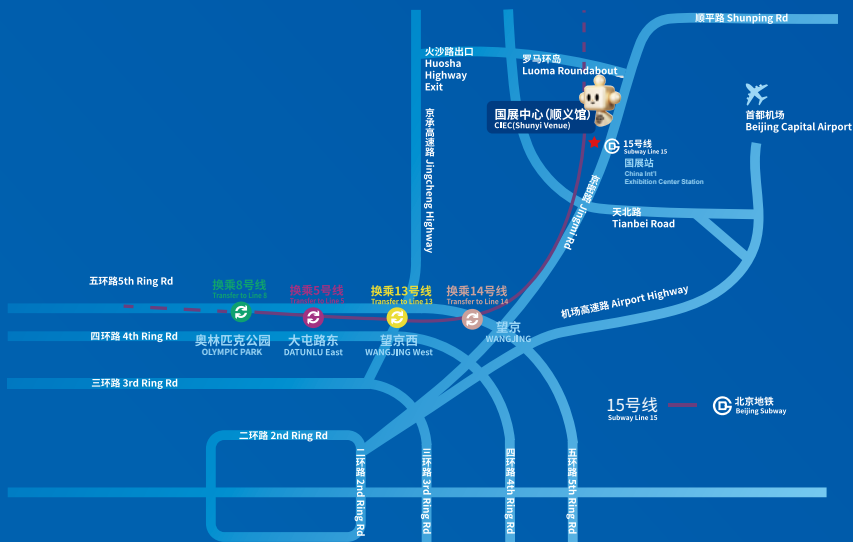 顺平路 Shunping Rd
火沙路出口
Huosha
Highway
Exit
罗马环岛
Luoma Roundabout
首都机场
Beijing Capital Airport
国展中心(顺义馆)
CIEC(Shunyi Venue)
15号线
Subway Line 15
国展站
China Int'l
Exhibition Center Station
京承高速路 Jingcheng Highway
京密路 Jingmi Rd
天北路
Tianbei Road
五环路5th Ring Rd
换乘8号线
Transfer to Line 8
换乘5号线
换乘13号线
Transfer to Line 13
换乘14号线
Transfer to Line 14
机场高速路 Airport Highway
四环路 4th Ring Rd
奥林匹克公园
OLYMPIC PARK
大屯路东
DATUNLU East
望京西
WANGJING West
望京
WANGJING
三环路 3rd Ring Rd
15号线
Subway Line 15
北京地铁
Beijing Subway
二环路 2nd Ring Rd
二环路 2nd Ring Rd
三环路 3rd Ring Rd
四环路 4th Ring Rd
五环路 5th Ring Rd